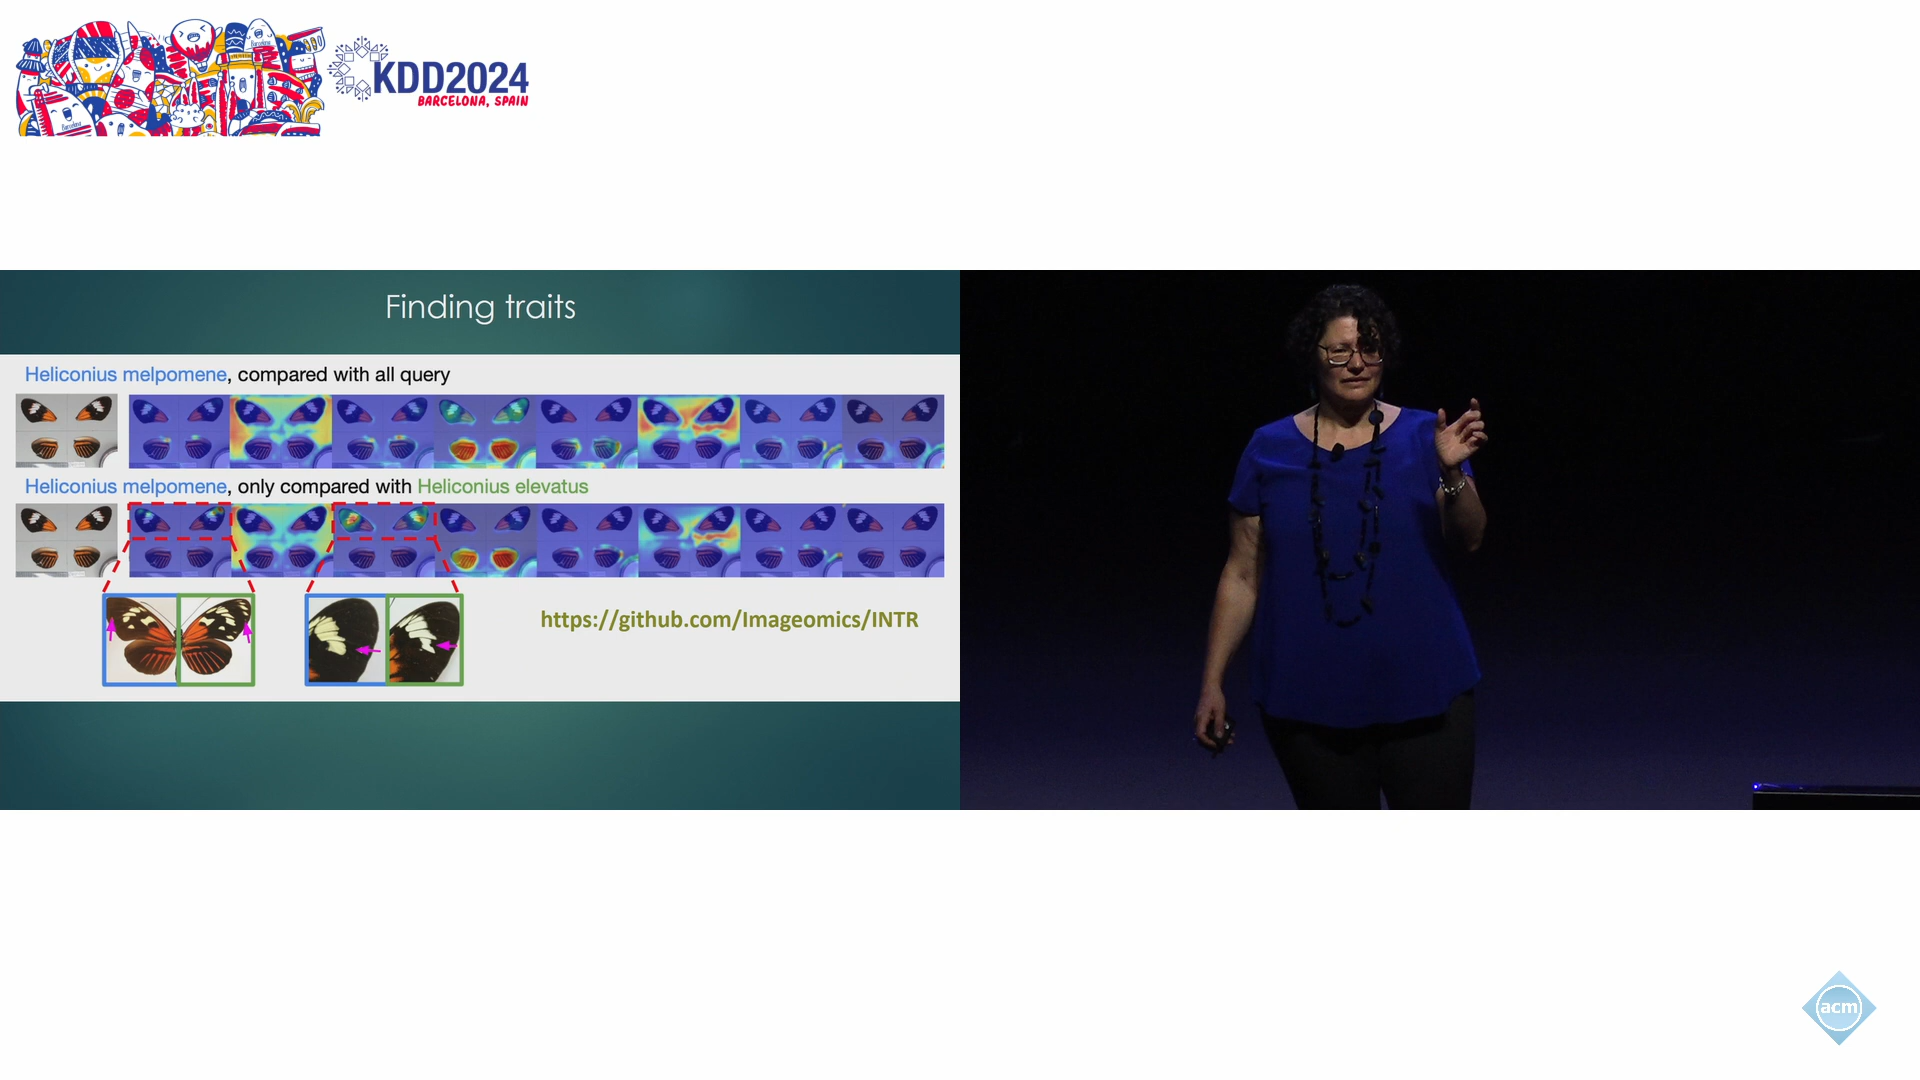 KDD2024
BARCELONA, SPAIN
Finding traits
Heliconius melpomene, compared with all query
Heliconius melpomene, only compared with Heliconius elevatus
https://github.com/Imageomics/INTR
acm